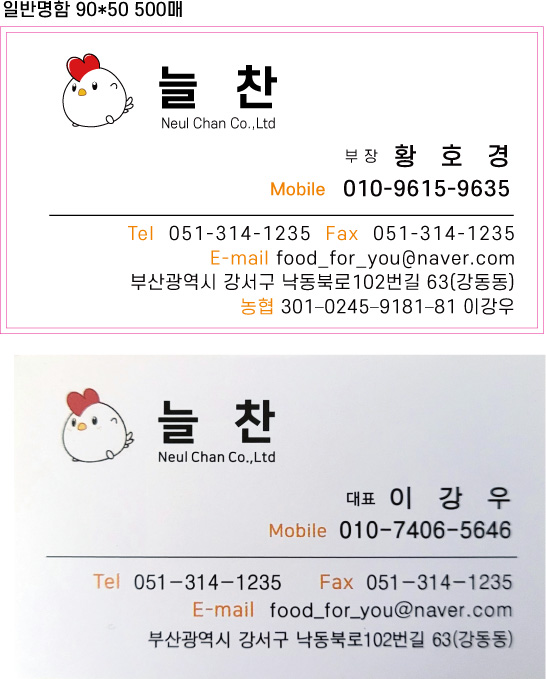 일반명함 90*50 500매
늘 찬
Neul Chan Co.,Ltd
부 장 황 호 경
Mobile 010-9615-9635
Tel 051-314-1235 Fax 051-314-1235
E-mail food_for_you@naver.com
부산광역시 강서구 낙동북로102번길 63(강동동)
농협 301-0245-9181-81 이강우
늘 찬
Neul Chan Co.,Ltd
대표 이 강 우
Mobile 010-7406-5646
Tel 051-314-1235 Fax 051-314-1235
E-mail food_for_you@naver.com
부산광역시 강서구 낙동북로102번길 63(강동동)